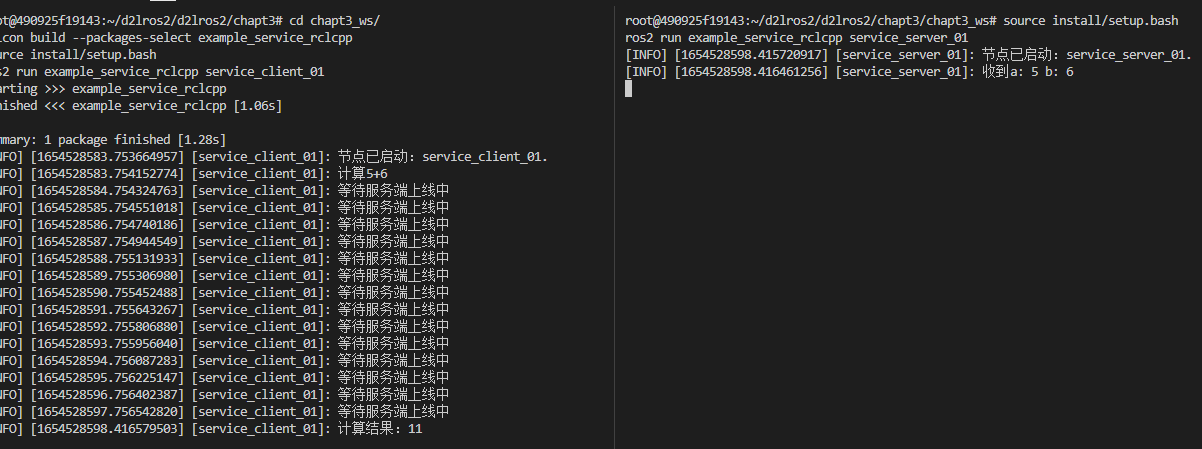 ot@490925f19143:~/d2lros2/d2lros2/chapt3# cd chapt3_ws/
lcon build --packages-select example_service_rclcpp
urce install/setup.bash
s2 run example_service_rclcpp service_client_01
arting >>> example_service_rclcpp
nished <<< example_service_rclcpp [1.06s]
mmary: 1 package finished [1.28s]
NFO] [1654528583.753664957] [service_client_01]: 节点已启动：service_client_01.
NFO] [1654528583.754152774] [service_client_01]: 计算5+6
NFO] [1654528584.754324763] [service_client_01]: 等待服务端上线中
NFO] [1654528585.754551018] [service_client_01]: 等待服务端上线中
NFO] [1654528586.754740186] [service_client_01]: 等待服务端上线中
NFO] [1654528587.754944549] [service_client_01]: 等待服务端上线中
NFO] [1654528588.755131933] [service_client_01]: 等待服务端上线中
NFO] [1654528589.755306980] [service_client_01]: 等待服务端上线中
NFO] [1654528590.755452488] [service_client_01]: 等待服务端上线中
NFO] [1654528591.755643267] [service_client_01]: 等待服务端上线中
NFO] [1654528592.755806880] [service_client_01]: 等待服务端上线中
NFO] [1654528593.755956040] [service_client_01]: 等待服务端上线中
NFO] [1654528594.756087283] [service_client_01]: 等待服务端上线中
NFO] [1654528595.756225147] [service_client_01]: 等待服务端上线中
NFO] [1654528596.756402387] [service_client_01]: 等待服务端上线中
NFO] [1654528597.756542820] [service_client_01]: 等待服务端上线中
NFO] [1654528598.416579503] [service_client_01]: 计算结果：11
root@490925f19143:~/d2lros2/d2lros2/chapt3/chapt3_ws# source install/setup.bash
ros2 run example_service_rclcpp service_server_01
[INFO] [1654528598.415720917] [service_server_01]: 节点已启动：service_server_01.
[INFO] [1654528598.416461256] [service_server_01]: 收到a: 5 b: 6